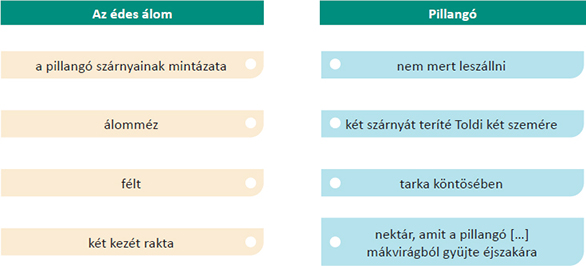 Az édes álom
Pillangó
a pillangó szárnyainak mintázata
nem mert leszállni
álomméz
két szárnyát teríté Toldi két szemére
félt
tarka köntösében
két kezét rakta
nektár, amit a pillangó [...]
mákvirágból gyüjte éjszakára